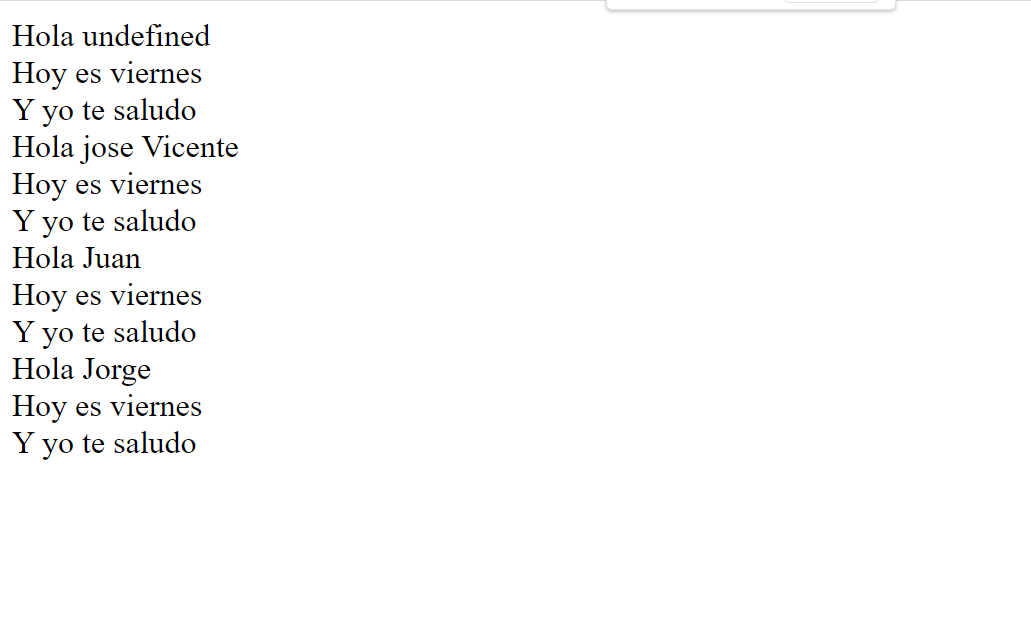 Hola undefined
Hoy es viernes
Y yo te saludo
Hola jose Vicente
Hoy es viernes
Y yo te saludo
Hola Juan
Hoy es viernes
Y yo te saludo
Hola Jorge
Hoy es viernes
Y yo te saludo